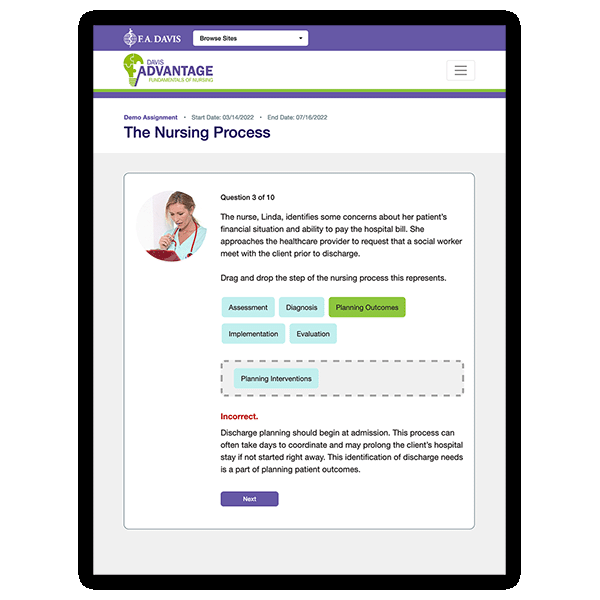 F.A. DAVIS
Browse Sites
DAVIS
ADVANTAGE
FUNDAMENTALS OF NURSING
Demo Assignment • Start Date: 03/14/2022 • End Date: 07/16/2022
The Nursing Process
Question 3 of 10
The nurse, Linda, identifies some concerns about her patient's
financial situation and ability to pay the hospital bill. She
approaches the healthcare provider to request that a social worker
meet with the client prior to discharge.
Drag and drop the step of the nursing process this represents.
Assessment Diagnosis Planning Outcomes
Implementation Evaluation
Planning Interventions
Incorrect.
Discharge planning should begin at admission. This process can
often take days to coordinate and may prolong the client's hospital
stay if not started right away. This identification of discharge needs
is a part of planning patient outcomes.
Next